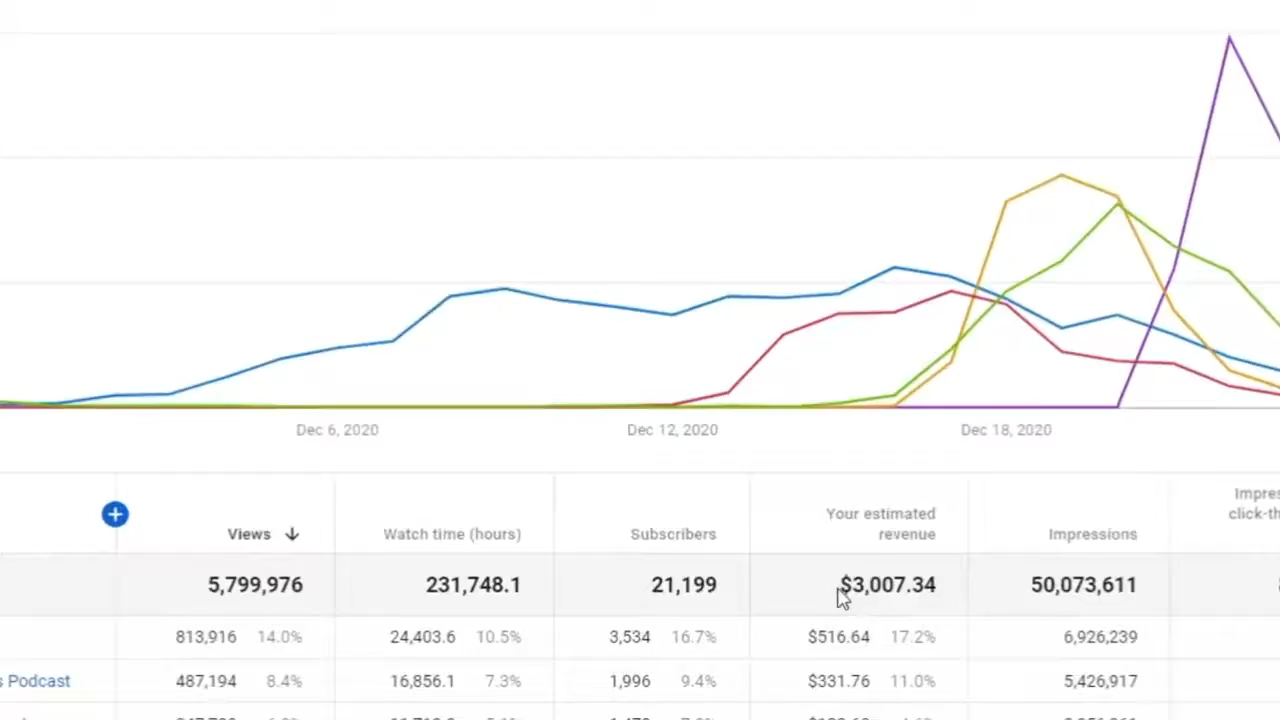 Dec 6, 2020 Dec 12, 2020 Dec 18, 2020
Impres
Your estimated click-th
Views Watch time (hours) Subscribers revenue Impressions
5,799,976 231,748.1 21,199 $3,007.34 50,073,611
813,916 14.0% 24,403.6 10.5% 3,534 16.7% $516.64 17.2% 6,926,239
s Podcast 487,194 8.4% 16,856.1 7.3% 1,996 9.4% $331.76 11.0% 5,426,917